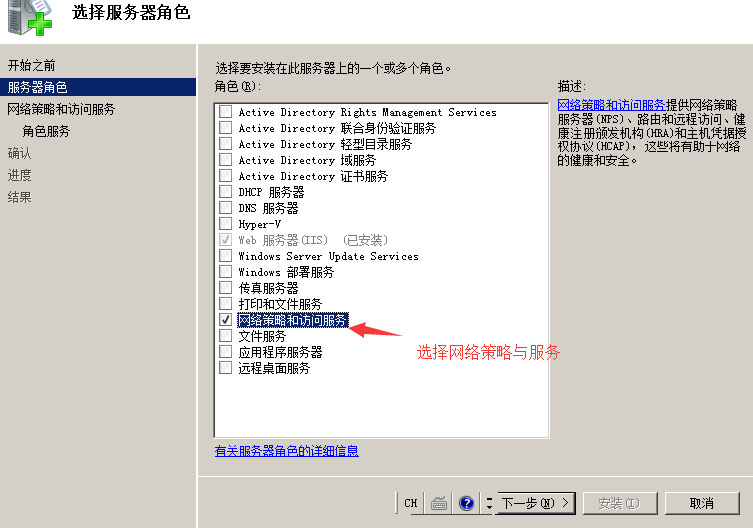 选择服务器角色
开始之前
服务器角色
网络策略和访问服务
角色服务
确认
进度
结果
选择要安装在此服务器上的一个或多个角色。
角色(R):
Active Directory Rights Management Services
Active Directory 联合身份验证服务
Active Directory 轻型目录服务
Active Directory 域服务
Active Directory 证书服务
DHCP 服务器
DNS 服务器
Hyper-V
Web 服务器(IIS) (已安装)
Windows Server Update Services
Windows 部署服务
传真服务器
打印和文件服务
网络策略和访问服务
文件服务
应用程序服务器
远程桌面服务
选择网络策略与服务
有关服务器角色的详细信息
描述:
网络策略和访问服务提供网络策略
服务器(NPS)、路由和远程访问、健
康注册颁发机构(HRA)和主机凭据授
权协议(HCAP)，这些将有助于网络
的健康和安全。
CH
下一步(N) >
安装(I)
取消